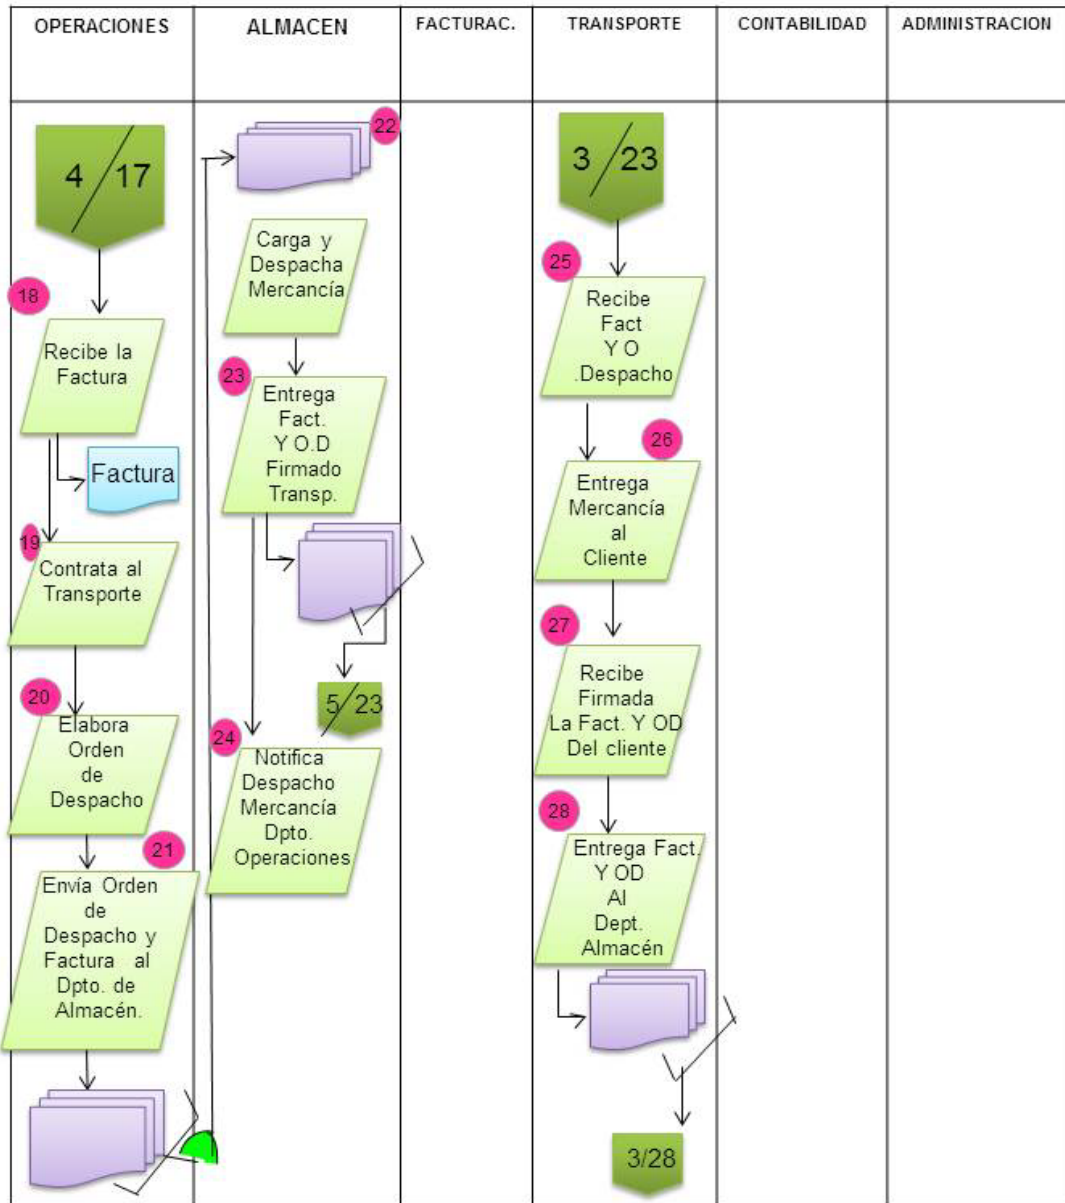 OPERACIONES
ALMACEN
FACTURAC.
TRANSPORTE
CONTABILIDAD
ADMINISTRACION
4/17
18
Recibe la
Factura
Factura
19
Contrata al
Transporte
20
Elabora
Orden
de
Despacho
21
Envía Orden
de
Despacho y
Factura al
Dpto. de
Almacén.
22
Carga y
Despacha
Mercancía
23
Entrega
Fact.
Y O.D
Firmado
Transp.
5/23
24
Notifica
Despacho
Mercancía
Dpto.
Operaciones
3/23
25
Recibe
Fact
Y O
.Despacho
26
Entrega
Mercancía
al
Cliente
27
Recibe
Firmada
La Fact. Y OD
Del cliente
28
Entrega Fact.
Y OD
Al
Dept.
Almacén
3/28